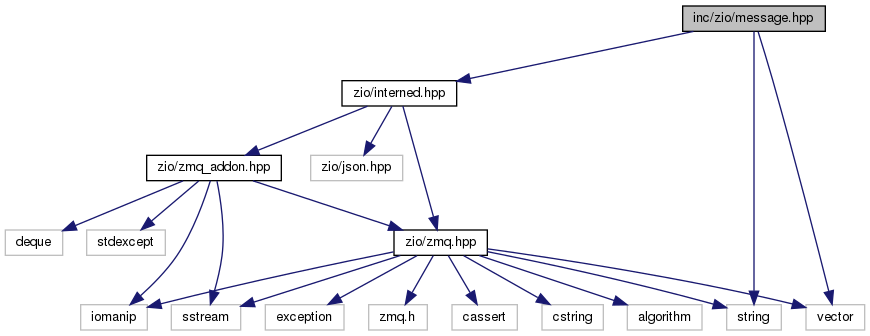 inc/zio/message.hpp
zio/interned.hpp
zio/zmq_addon.hpp
zio/json.hpp
deque
stdexcept
zio/zmq.hpp
iomanip
sstream
exception
zmq.h
cassert
cstring
algorithm
string
vector